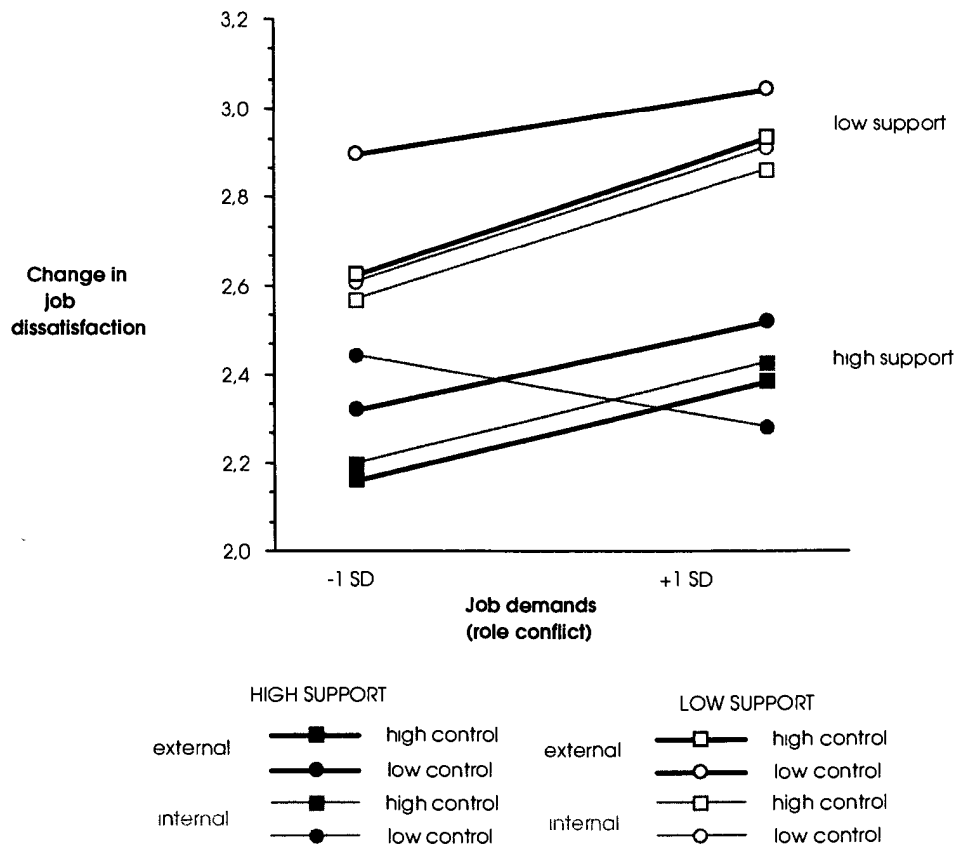 3,2
3,0
low support
2,8
Change in
job
dissatisfaction
2,6
high support
2,4
2,2
2,0
-1 SD
+1 SD
Job demands
(role conflict)
HIGH SUPPORT
LOW SUPPORT
external
high control
low control
internal
high control
low control
external
high control
low control
internal
high control
low control